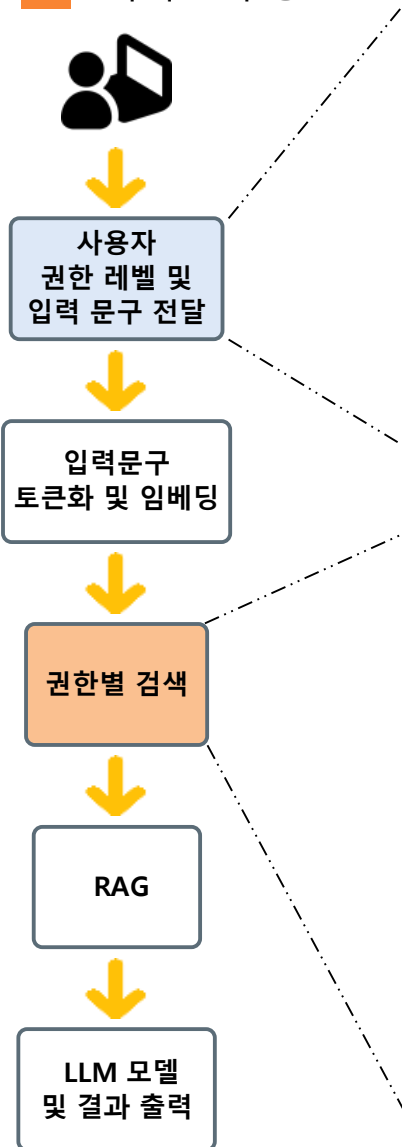 사용자
권한 레벨 및
입력 문구 전달
입력문구
토큰화 및 임베딩
권한별 검색
RAG
LLM 모델
및 결과 출력